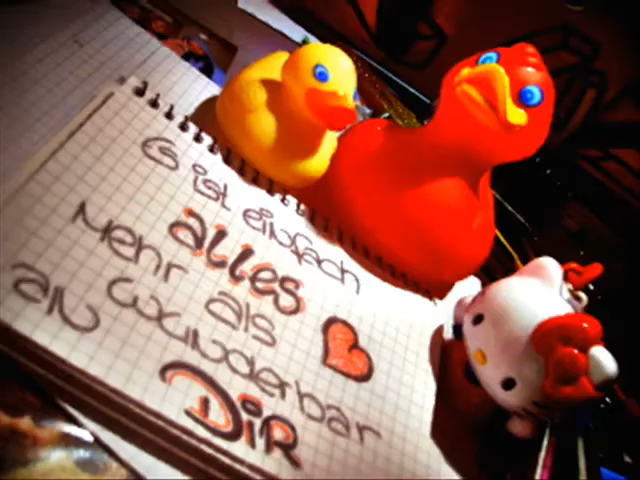 Es ist einfach
ALLES
Mehr als
wunderbar
an
DiR